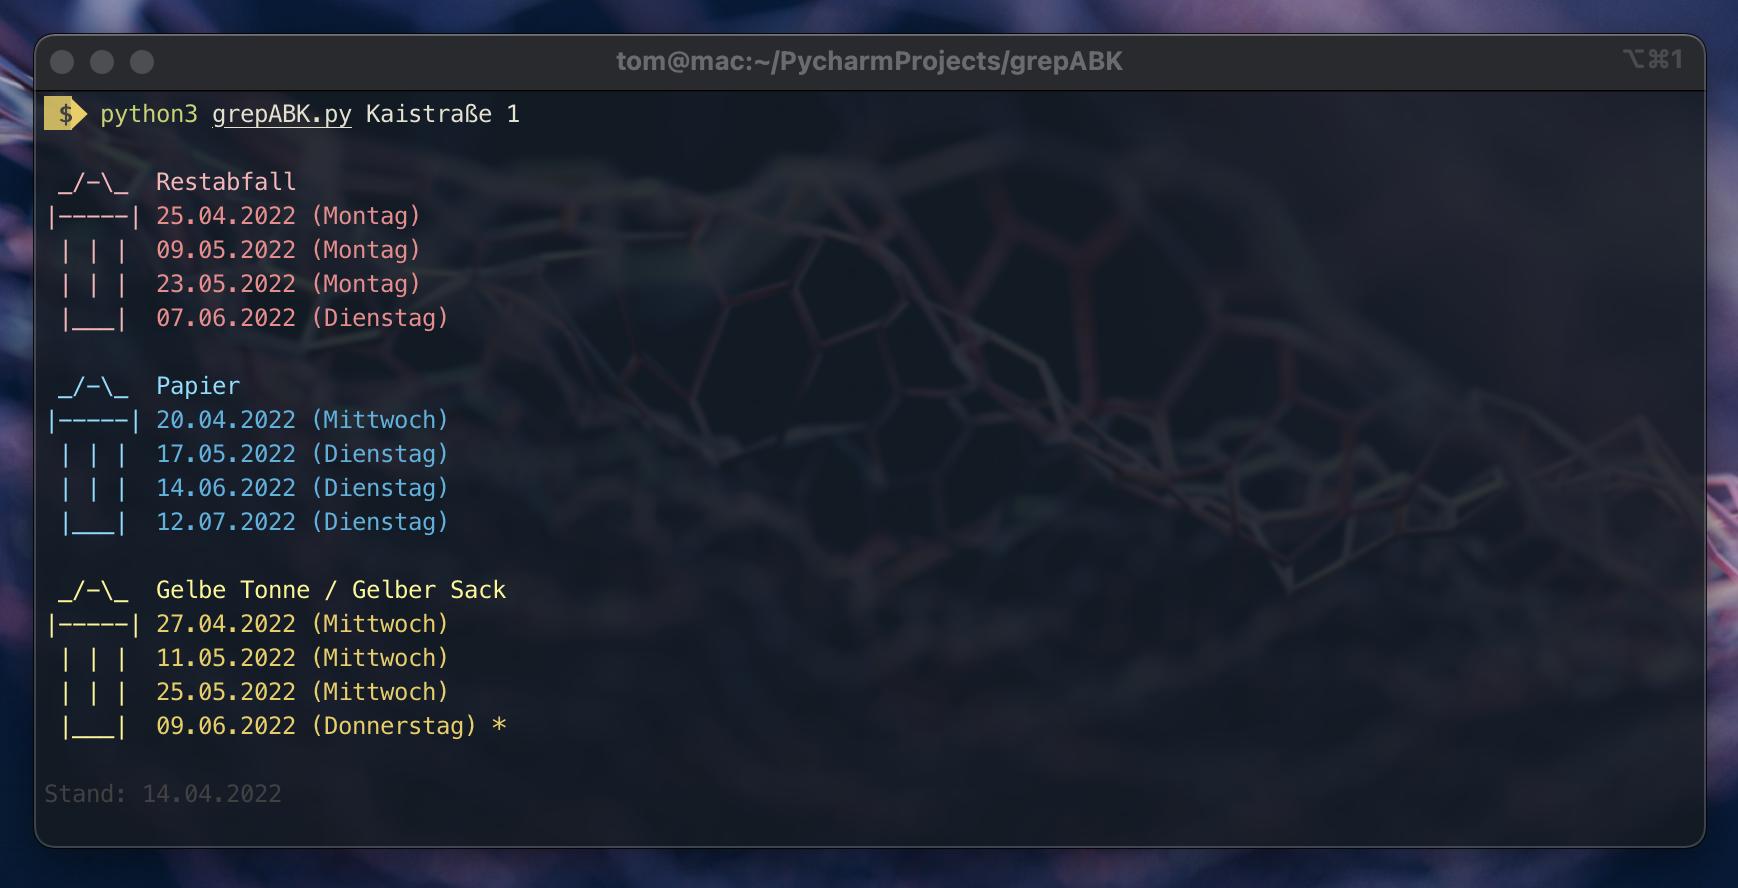 tom@mac:~/PycharmProjects/grepABK ⌥⌘1
$ python3 grepABK.py Kaistraße 1
 _/-\_  Restabfall
|-----| 25.04.2022 (Montag)
 | | |  09.05.2022 (Montag)
 | | |  23.05.2022 (Montag)
 |___|  07.06.2022 (Dienstag)
 _/-\_  Papier
|-----| 20.04.2022 (Mittwoch)
 | | |  17.05.2022 (Dienstag)
 | | |  14.06.2022 (Dienstag)
 |___|  12.07.2022 (Dienstag)
 _/-\_  Gelbe Tonne / Gelber Sack
|-----| 27.04.2022 (Mittwoch)
 | | |  11.05.2022 (Mittwoch)
 | | |  25.05.2022 (Mittwoch)
 |___|  09.06.2022 (Donnerstag) *
Stand: 14.04.2022